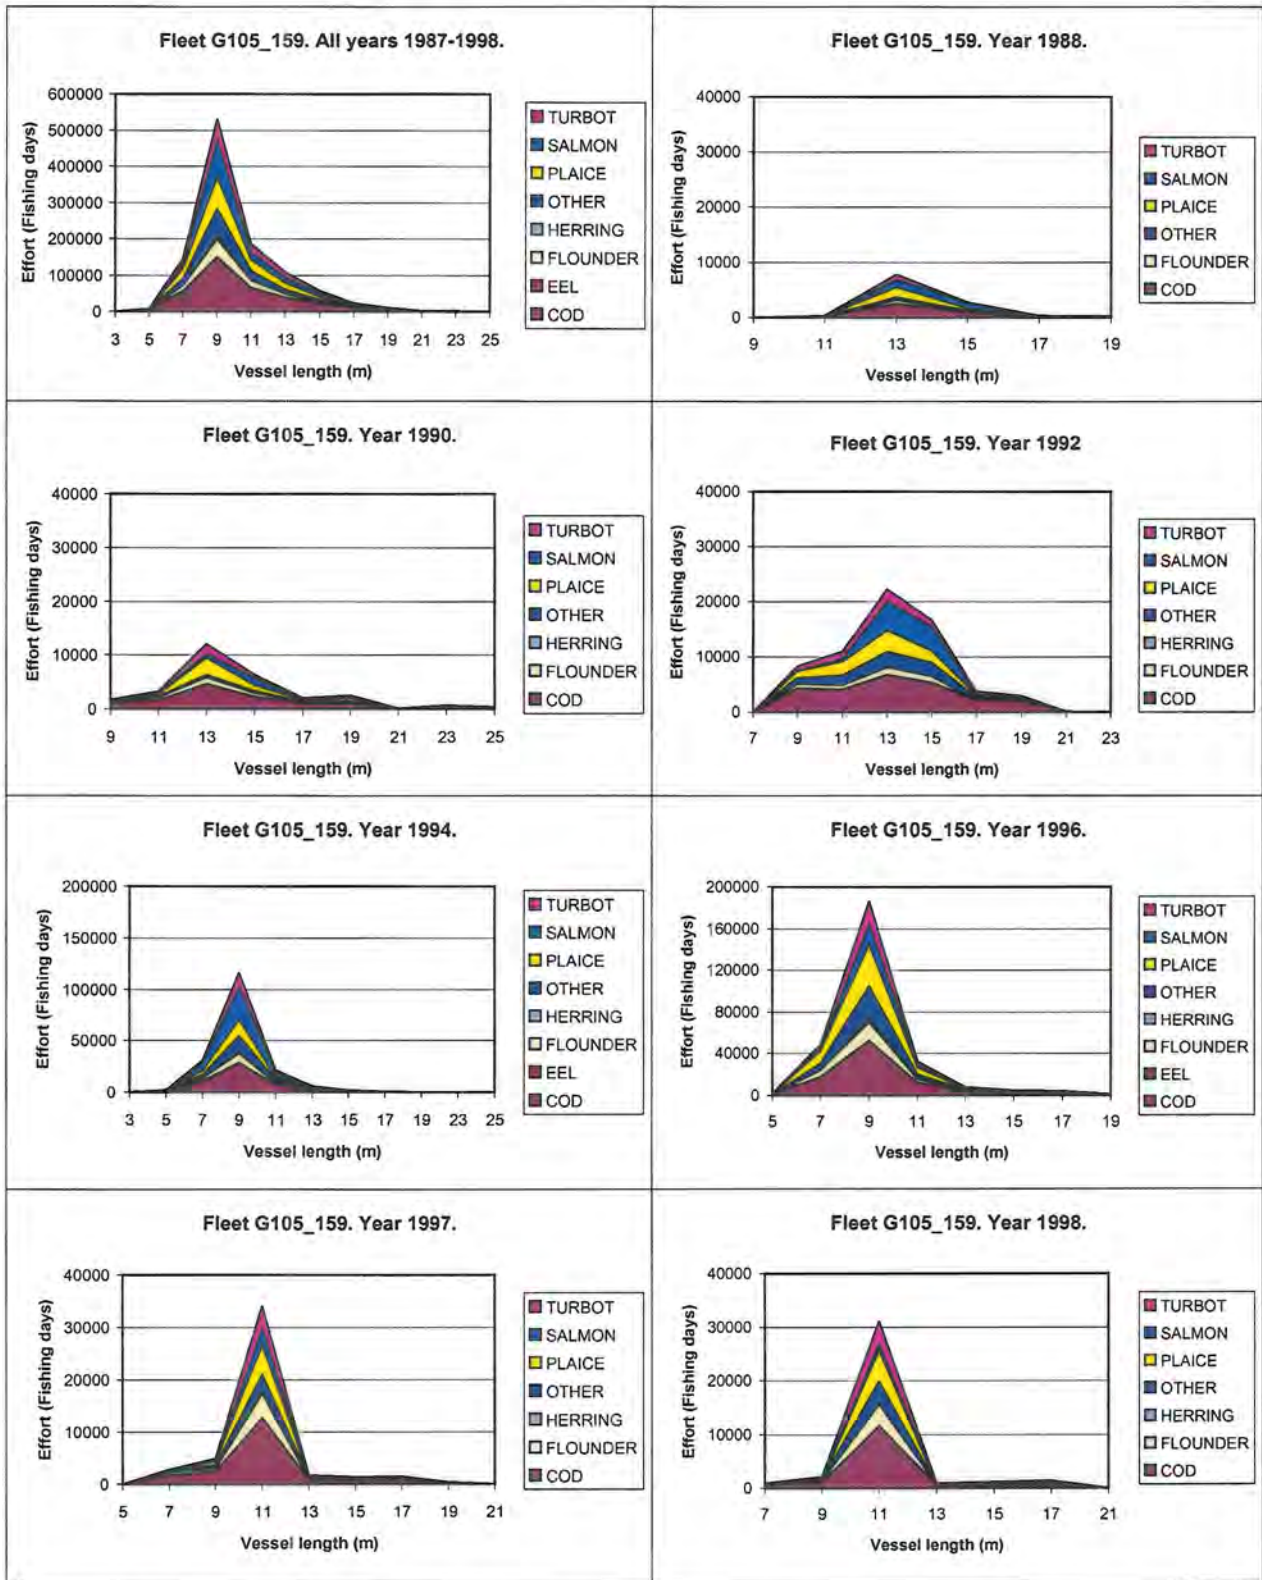 Fleet G105_159. All years 1987-1998.
Effort (Fishing days)
600000
500000
400000
300000
200000
100000
0
3 5 7 9 11 13 15 17 19 21 23 25
Vessel length (m)
TURBOT
SALMON
PLAICE
OTHER
HERRING
FLOUNDER
EEL
COD
Fleet G105_159. Year 1988.
Effort (Fishing days)
40000
30000
20000
10000
0
9 11 13 15 17 19
Vessel length (m)
TURBOT
SALMON
PLAICE
OTHER
FLOUNDER
COD
Fleet G105_159. Year 1990.
Effort (Fishing days)
40000
30000
20000
10000
0
9 11 13 15 17 19 21 23 25
Vessel length (m)
TURBOT
SALMON
PLAICE
OTHER
HERRING
FLOUNDER
COD
Fleet G105_159. Year 1992
Effort (Fishing days)
40000
30000
20000
10000
0
7 9 11 13 15 17 19 21 23
Vessel length (m)
TURBOT
SALMON
PLAICE
OTHER
HERRING
FLOUNDER
COD
Fleet G105_159. Year 1994.
Effort (Fishing days)
200000
150000
100000
50000
0
3 5 7 9 11 13 15 17 19 23 25
Vessel length (m)
TURBOT
SALMON
PLAICE
OTHER
HERRING
FLOUNDER
EEL
COD
Fleet G105_159. Year 1996.
Effort (Fishing days)
200000
160000
120000
80000
40000
0
5 7 9 11 13 15 17 19
Vessel length (m)
TURBOT
SALMON
PLAICE
OTHER
HERRING
FLOUNDER
EEL
COD
Fleet G105_159. Year 1997.
Effort (Fishing days)
40000
30000
20000
10000
0
5 7 9 11 13 15 17 19 21
Vessel length (m)
TURBOT
SALMON
PLAICE
OTHER
HERRING
FLOUNDER
COD
Fleet G105_159. Year 1998.
Effort (Fishing days)
40000
30000
20000
10000
0
7 9 11 13 15 17 21
Vessel length (m)
TURBOT
SALMON
PLAICE
OTHER
HERRING
FLOUNDER
COD